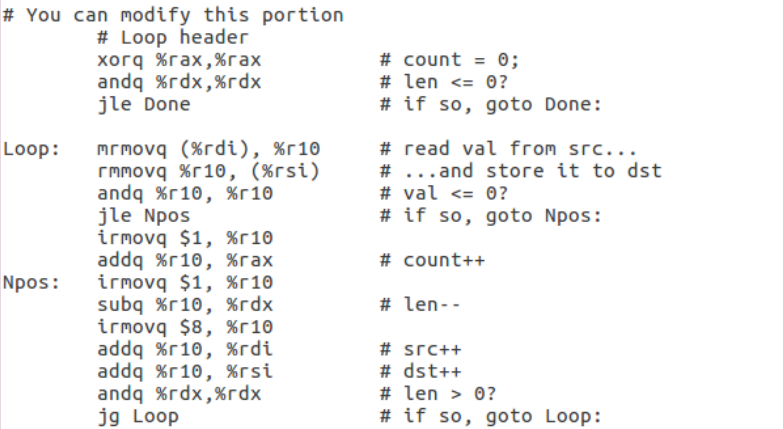 # You can modify this portion
# Loop header
xorq %rax,%rax # count = 0;
andq %rdx,%rdx # len <= 0?
jle Done # if so, goto Done:
Loop: mrmovq (%rdi), %r10 # read val from src...
rmmovq %r10, (%rsi) # ...and store it to dst
andq %r10, %r10 # val <= 0?
jle Npos # if so, goto Npos:
irmovq $1, %r10
addq %r10, %rax # count++
Npos: irmovq $1, %r10
subq %r10, %rdx # len--
irmovq $8, %r10
addq %r10, %rdi # src++
addq %r10, %rsi # dst++
andq %rdx,%rdx # len > 0?
jg Loop # if so, goto Loop: